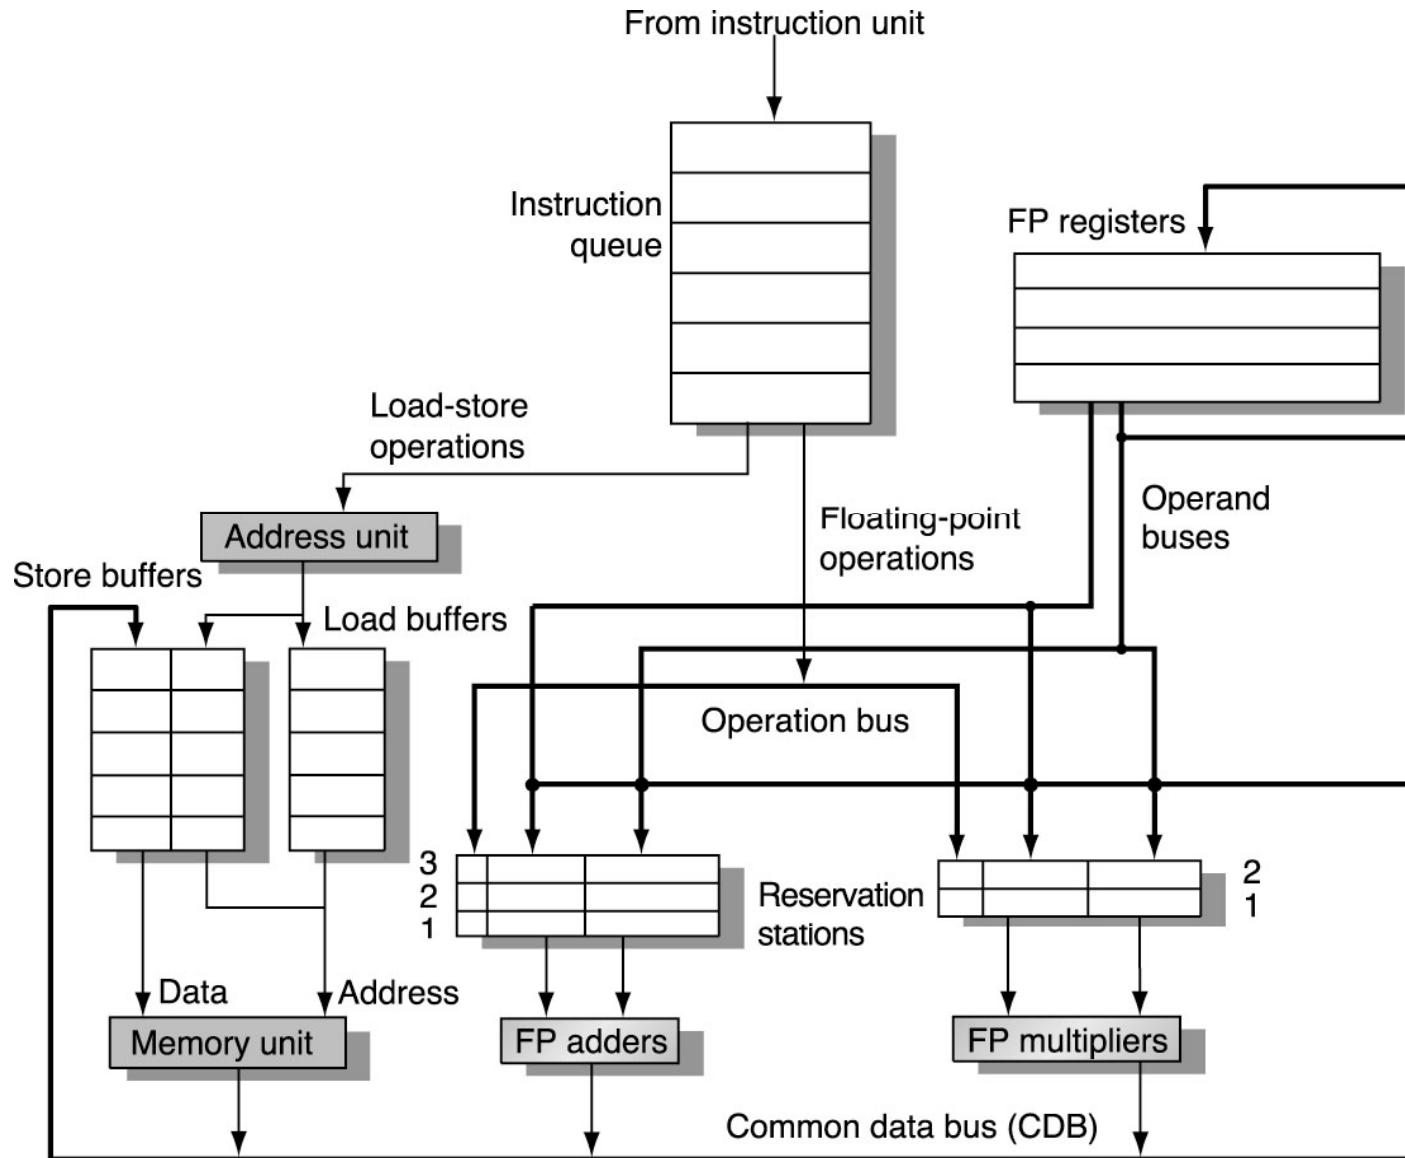 From instruction unit
Instruction
queue
FP registers
Load-store
operations
Operand
buses
Floating-point
operations
Address unit
Store buffers
Load buffers
Operation bus
3
2
1
Reservation
stations
2
1
Data
Address
Memory unit
FP adders
FP multipliers
Common data bus (CDB)